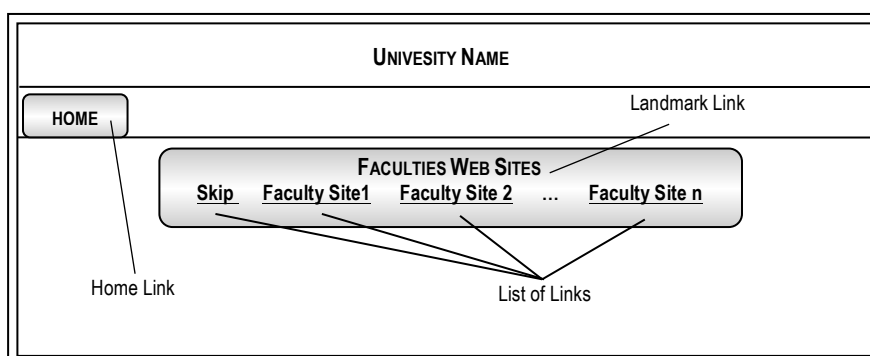 UNIVESITY NAME
Landmark Link
HOME
FACULTIES WEB SITES
Skip Faculty Site1 Faculty Site 2 ... Faculty Site n
Home Link
List of Links